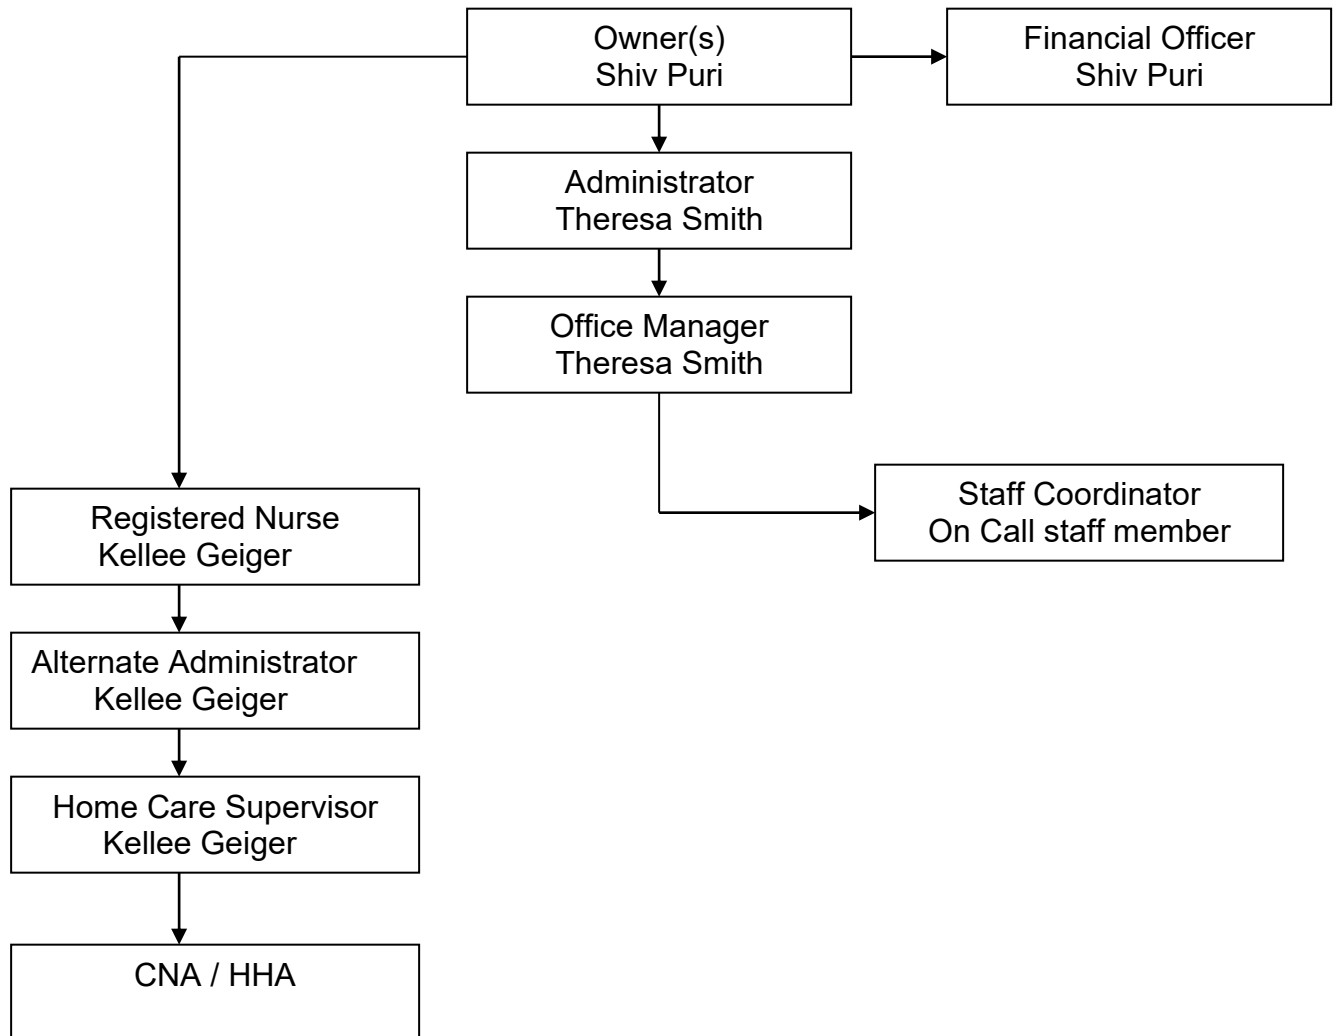 Owner(s)
Shiv Puri
Financial Officer
Shiv Puri
Administrator
Theresa Smith
Office Manager
Theresa Smith
Staff Coordinator
On Call staff member
Registered Nurse
Kellee Geiger
Alternate Administrator
Kellee Geiger
Home Care Supervisor
Kellee Geiger
CNA / HHA